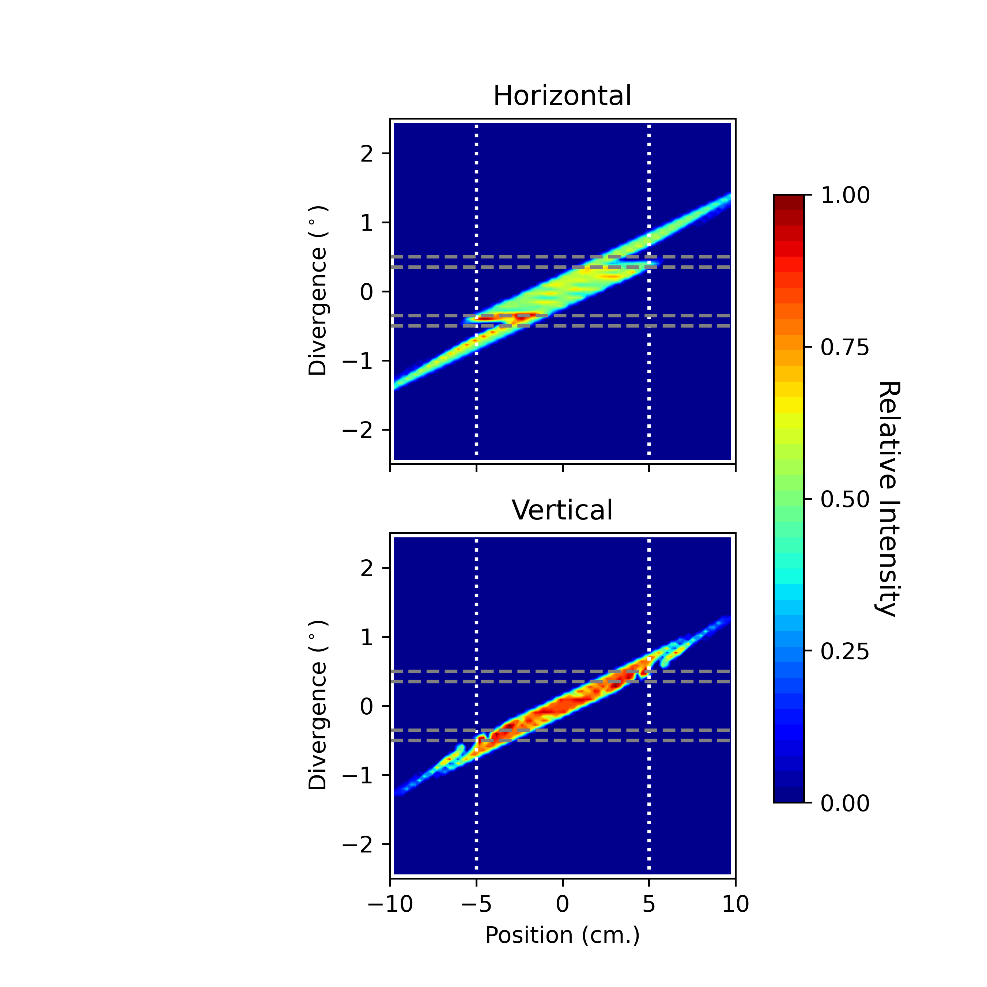 Horizontal
2
1
0
−1
−2
Divergence (°)
1.00
0.75
0.50
0.25
0.00
Relative Intensity
Vertical
2
1
0
−1
−2
Divergence (°)
−10 −5 0 5 10
Position (cm.)